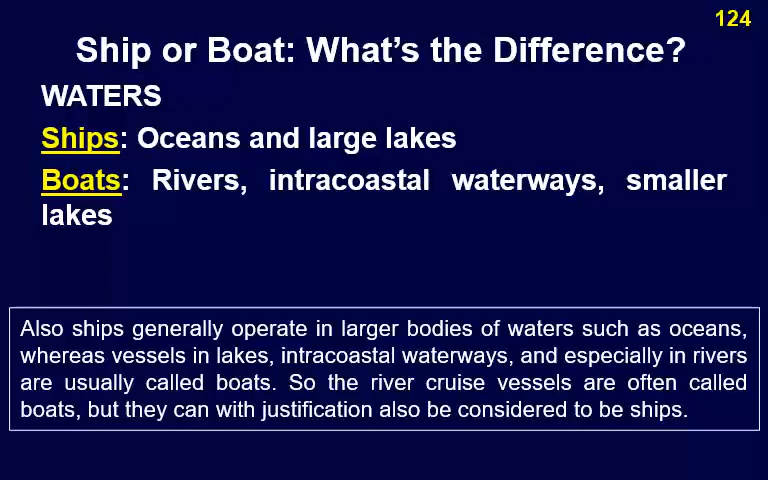 124
Ship or Boat: What's the Difference?
WATERS
Ships: Oceans and large lakes
Boats: Rivers, intracoastal waterways, smaller
lakes
Also ships generally operate in larger bodies of waters such as oceans,
whereas vessels in lakes, intracoastal waterways, and especially in rivers
are usually called boats. So the river cruise vessels are often called
boats, but they can with justification also be considered to be ships.